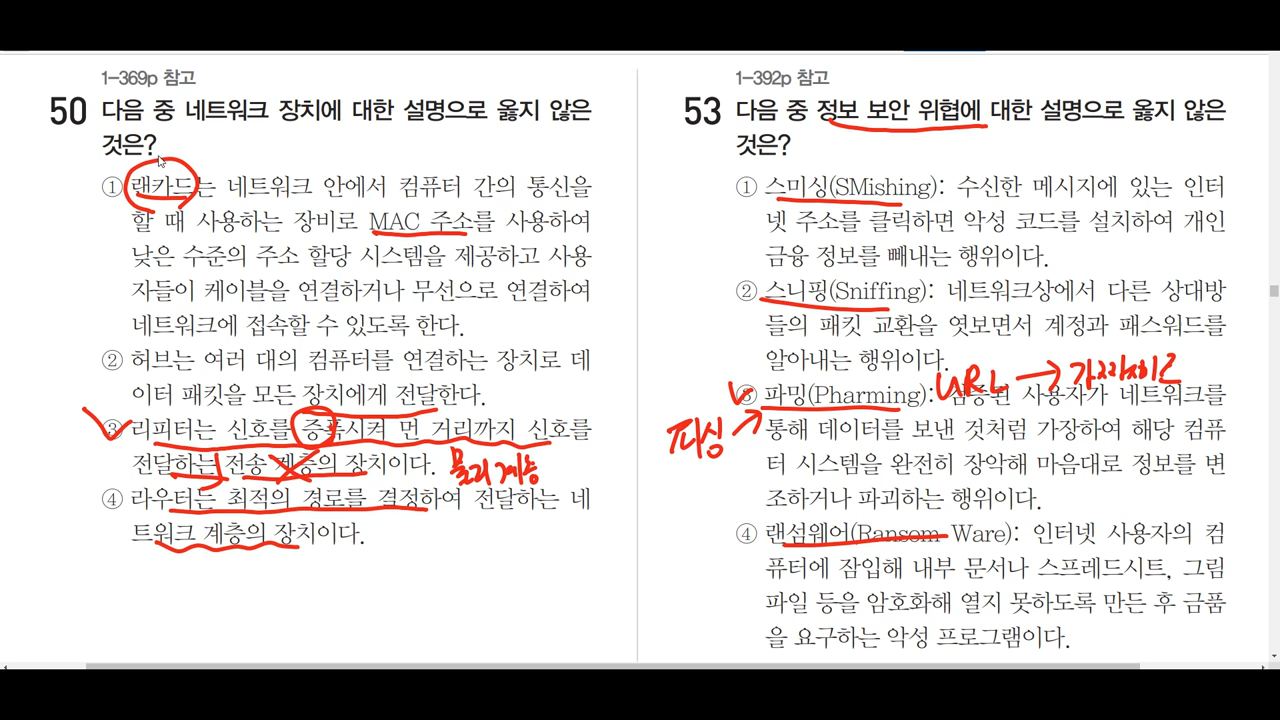 1-369p 참고
50 다음 중 네트워크 장치에 대한 설명으로 옳지 않은
것은?
① 랜카드는 네트워크 안에서 컴퓨터 간의 통신을
할 때 사용하는 장비로 MAC 주소를 사용하여
낮은 수준의 주소 할당 시스템을 제공하고 사용
자들이 케이블을 연결하거나 무선으로 연결하여
네트워크에 접속할 수 있도록 한다.
② 허브는 여러 대의 컴퓨터를 연결하는 장치로 데
이터 패킷을 모든 장치에게 전달한다.
③ 리피터는 신호를 증폭시켜 먼 거리까지 신호를
전달하는 전송 계층의 장치이다.
물리계층
④ 라우터는 최적의 경로를 결정하여 전달하는 네
트워크 계층의 장치이다.
1-392p 참고
53 다음 중 정보 보안 위협에 대한 설명으로 옳지 않은
것은?
① 스미싱(SMishing): 수신한 메시지에 있는 인터
넷 주소를 클릭하면 악성 코드를 설치하여 개인
금융 정보를 빼내는 행위이다.
② 스니핑(Sniffing): 네트워크상에서 다른 상대방
들의 패킷 교환을 엿보면서 계정과 패스워드를
알아내는 행위이다.
URL → 가짜
③ 파밍(Pharming): 검증된 사용자가 네트워크를
피싱
통해 데이터를 보낸 것처럼 가장하여 해당 컴퓨
터 시스템을 완전히 장악해 마음대로 정보를 변
조하거나 파괴하는 행위이다.
④ 랜섬웨어(Ransom Ware): 인터넷 사용자의 컴
퓨터에 잠입해 내부 문서나 스프레드시트, 그림
파일 등을 암호화해 열지 못하도록 만든 후 금품
을 요구하는 악성 프로그램이다.